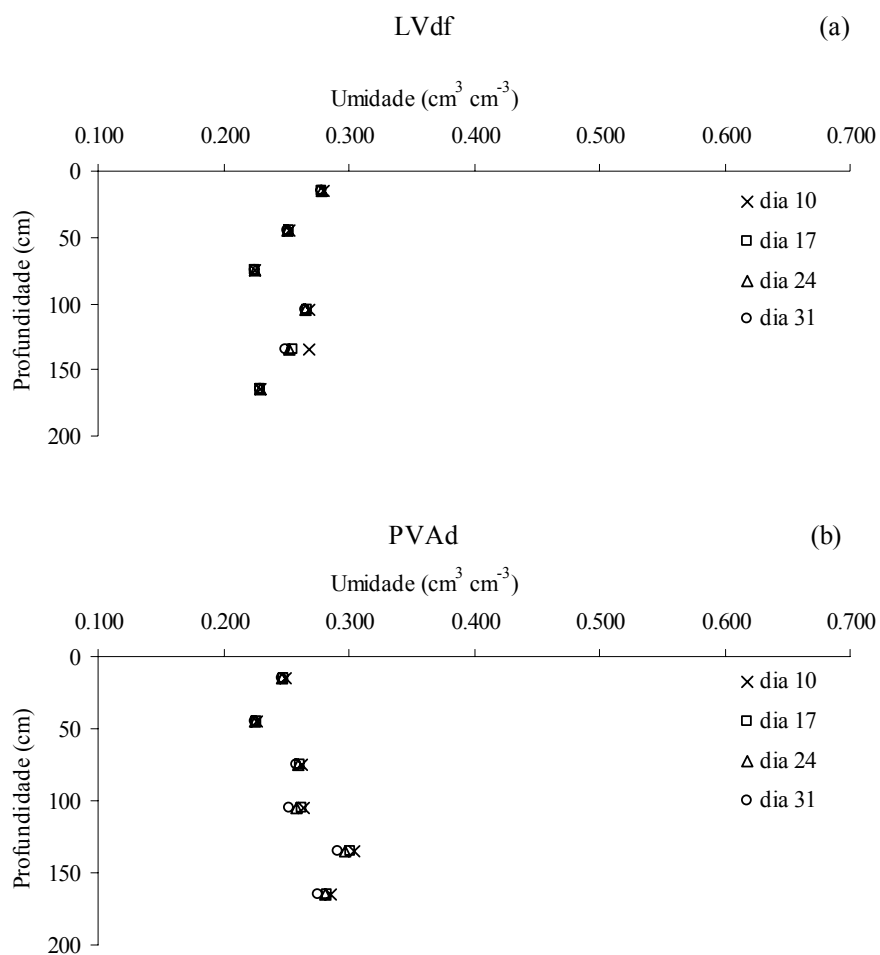 LVdf (a)
Umidade (cm³ cm⁻³)
0.100 0.200 0.300 0.400 0.500 0.600 0.700
0
50
100
150
200
Profundidade (cm)
dia 10
dia 17
dia 24
dia 31
PVAd (b)
Umidade (cm³ cm⁻³)
0.100 0.200 0.300 0.400 0.500 0.600 0.700
0
50
100
150
200
Profundidade (cm)
dia 10
dia 17
dia 24
dia 31